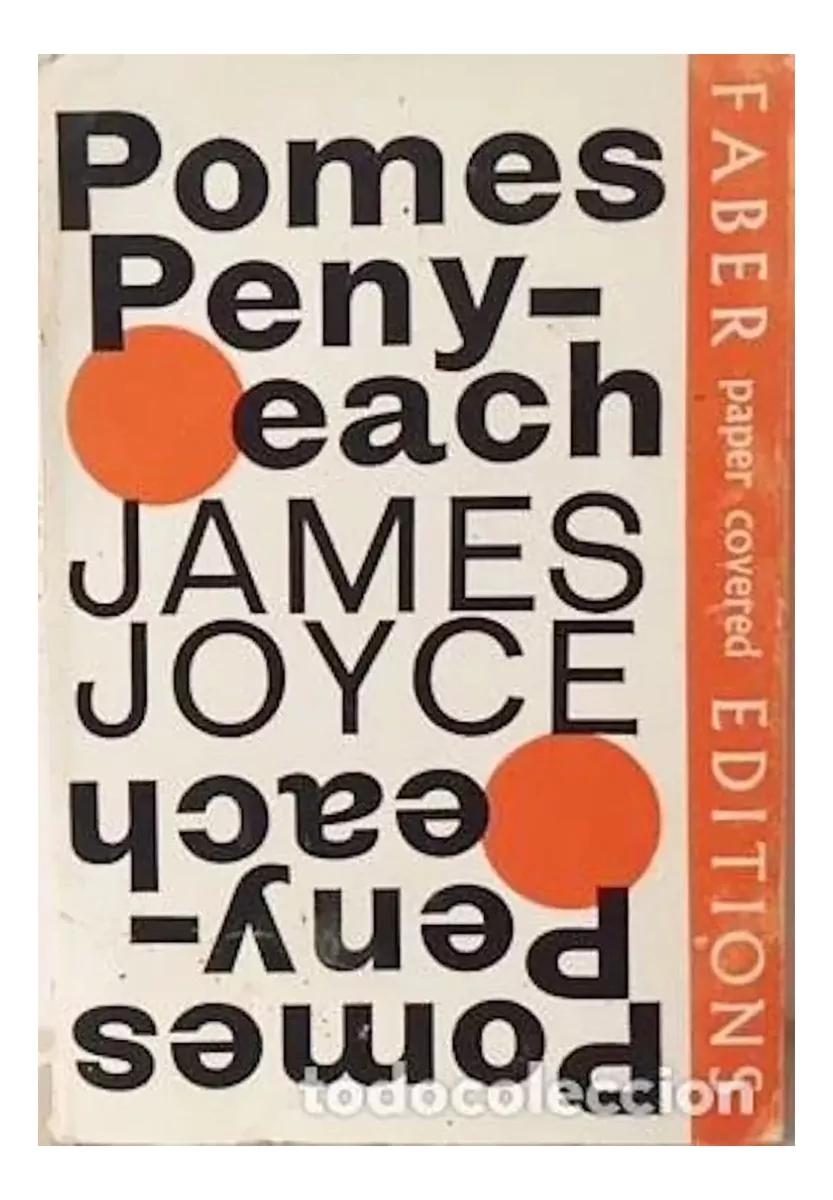 Pomes
Peny-
each
JAMES
JOYCE
each
Peny-
Pomes
FABER paper covered EDITIONS
todocoleccion